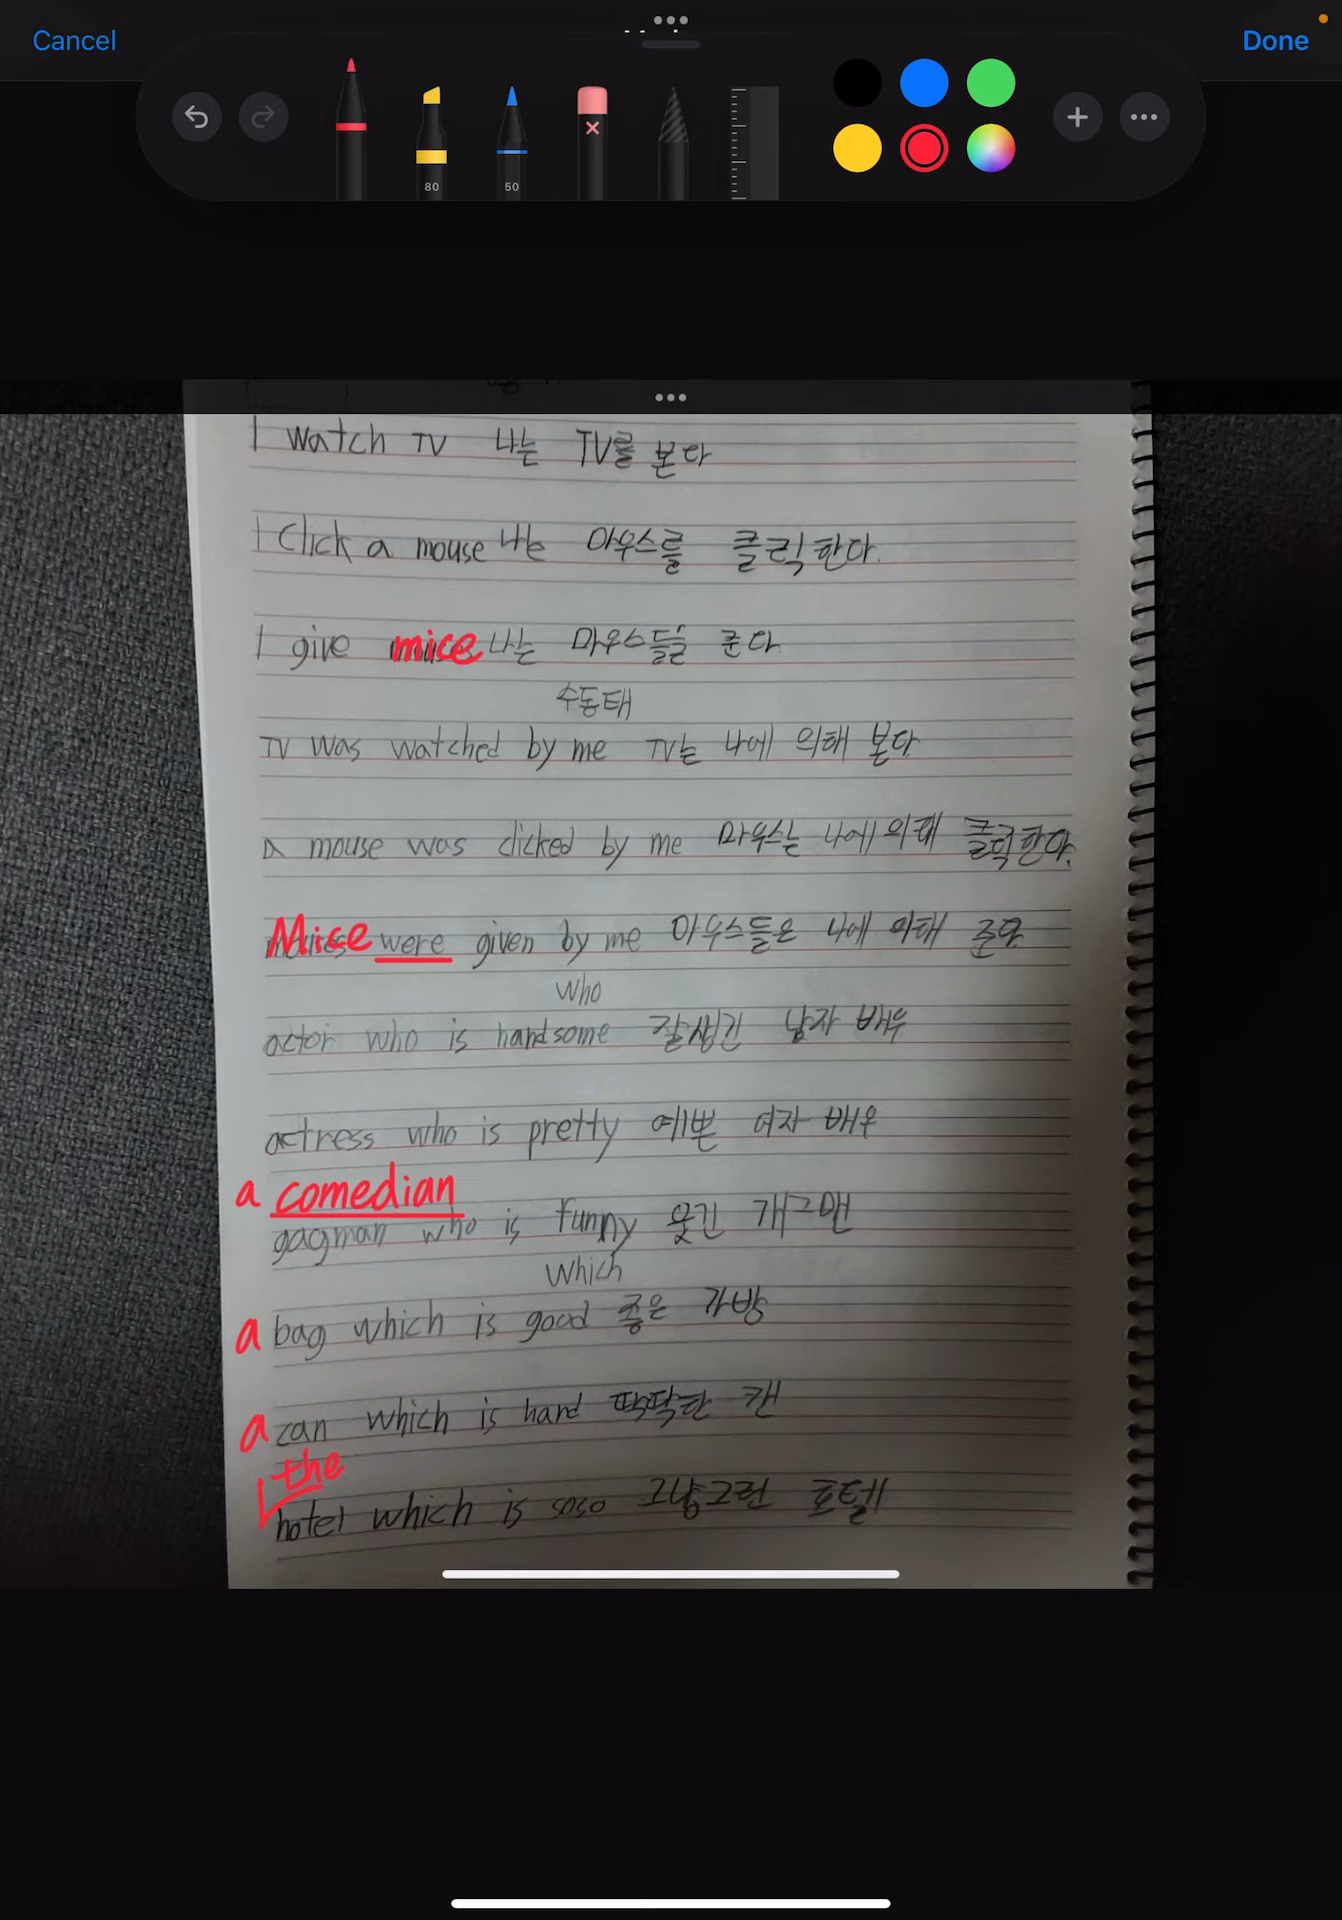 Cancel
Done
80
50
I watch TV 나는 TV를 본다
I Click a mouse 나는 마우스를 클릭한다.
I give mice 나는 마우스들을 준다
수동태
TV was watched by me TV는 나에 의해 본다
a mouse was clicked by me 마우스는 나에 의해 클릭한다.
Mice were given by me 마우스들은 나에 의해 준다
who
actor who is handsome 잘생긴 남자 배우
actress who is pretty 예쁜 여자 배우
a comedian
gagman who is funny 웃긴 개그맨
which
a bag which is good 좋은 가방
a can which is hard 딱딱한 캔
the
hotel which is soso 그냥그런 호텔